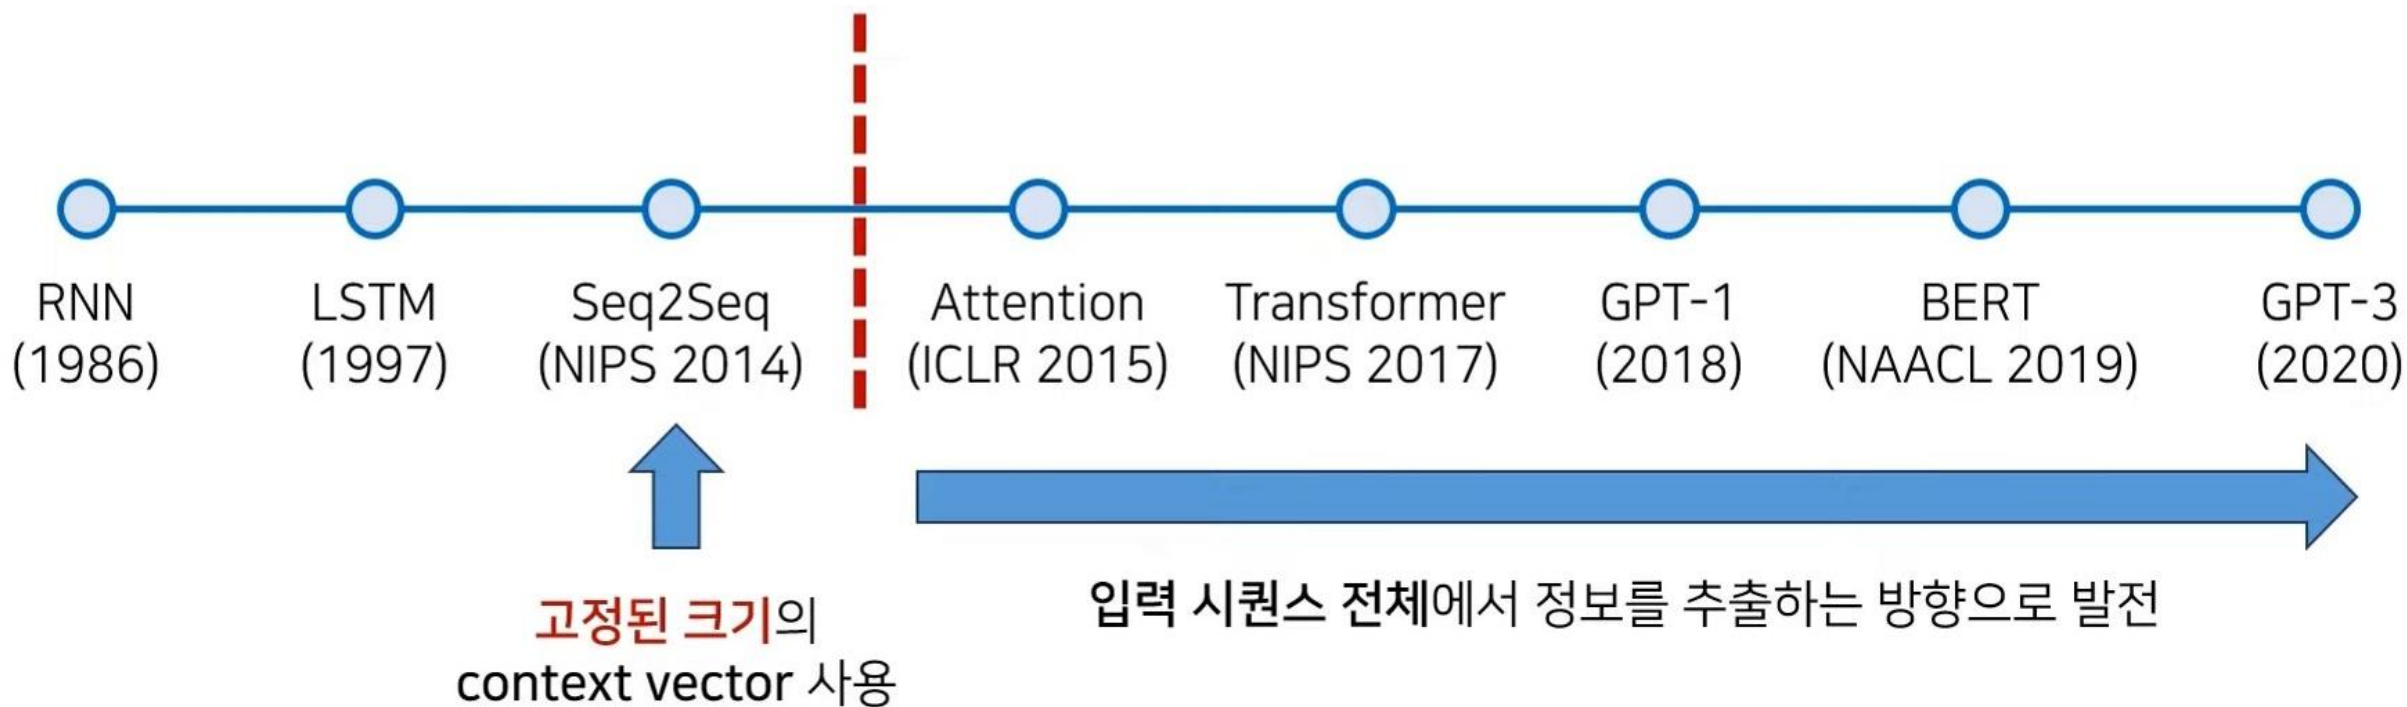 RNN
(1986)
LSTM
(1997)
Seq2Seq
(NIPS 2014)
Attention
(ICLR 2015)
Transformer
(NIPS 2017)
GPT-1
(2018)
BERT
(NAACL 2019)
GPT-3
(2020)
고정된 크기의
context vector 사용
입력 시퀀스 전체에서 정보를 추출하는 방향으로 발전